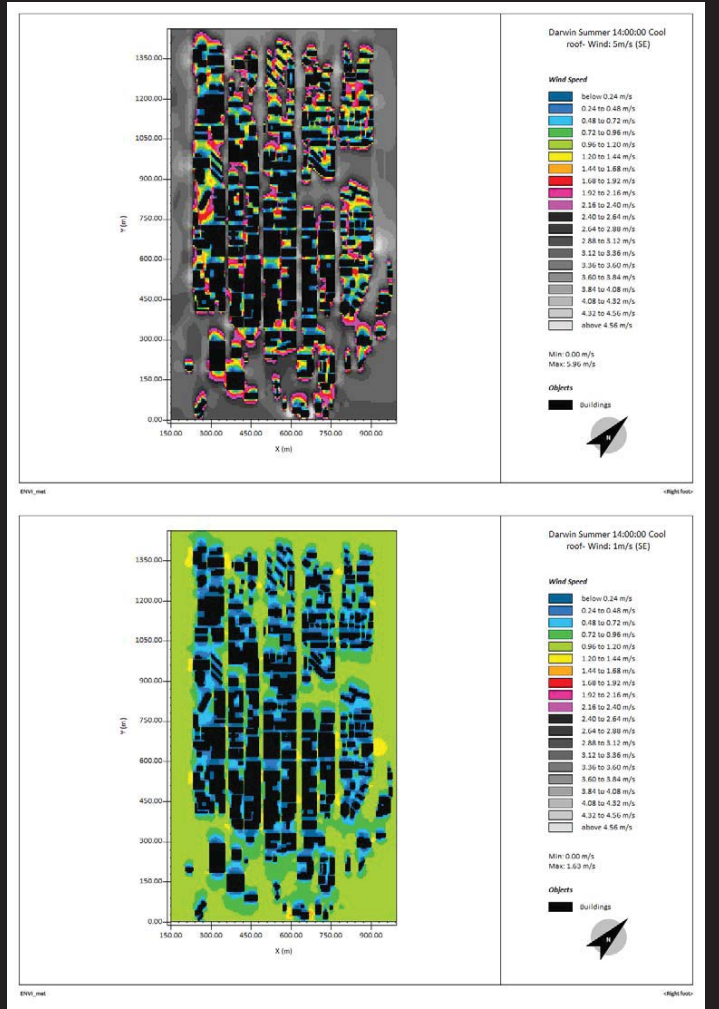 Darwin Summer 14:00:00 Cool
roof- Wind: 5m/s (SE)
Wind Speed
below 0.24 m/s
0.24 to 0.48 m/s
0.48 to 0.72 m/s
0.72 to 0.96 m/s
0.96 to 1.20 m/s
1.20 to 1.44 m/s
1.44 to 1.68 m/s
1.68 to 1.92 m/s
1.92 to 2.16 m/s
2.16 to 2.40 m/s
2.40 to 2.64 m/s
2.64 to 2.88 m/s
2.88 to 3.12 m/s
3.12 to 3.36 m/s
3.36 to 3.60 m/s
3.60 to 3.84 m/s
3.84 to 4.08 m/s
4.08 to 4.32 m/s
4.32 to 4.56 m/s
above 4.56 m/s
Min: 0.00 m/s
Max: 5.96 m/s
Objects
Buildings
N
1350.00
1200.00
1050.00
900.00
750.00
600.00
450.00
300.00
150.00
0.00
Y (m)
150.00 300.00 450.00 600.00 750.00 900.00
X (m)
ENVI_met
<Right foot>
Darwin Summer 14:00:00 Cool
roof- Wind: 1m/s (SE)
Wind Speed
below 0.24 m/s
0.24 to 0.48 m/s
0.48 to 0.72 m/s
0.72 to 0.96 m/s
0.96 to 1.20 m/s
1.20 to 1.44 m/s
1.44 to 1.68 m/s
1.68 to 1.92 m/s
1.92 to 2.16 m/s
2.16 to 2.40 m/s
2.40 to 2.64 m/s
2.64 to 2.88 m/s
2.88 to 3.12 m/s
3.12 to 3.36 m/s
3.36 to 3.60 m/s
3.60 to 3.84 m/s
3.84 to 4.08 m/s
4.08 to 4.32 m/s
4.32 to 4.56 m/s
above 4.56 m/s
Min: 0.00 m/s
Max: 1.63 m/s
Objects
Buildings
N
1350.00
1200.00
1050.00
900.00
750.00
600.00
450.00
300.00
150.00
0.00
Y (m)
150.00 300.00 450.00 600.00 750.00 900.00
X (m)
ENVI_met
<Right foot>